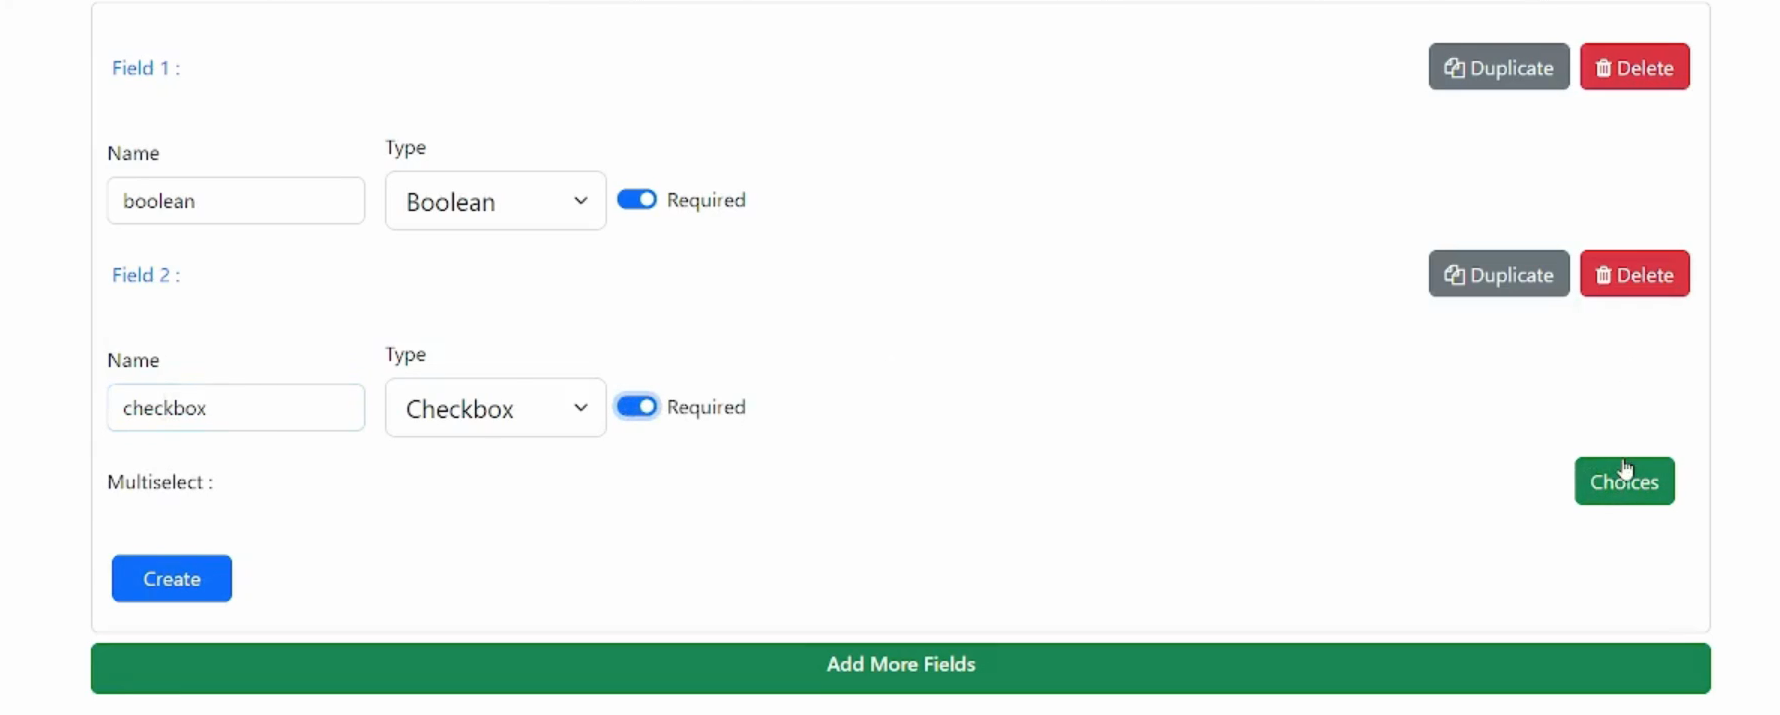 Field 1 : Duplicate Delete
Name Type
boolean Boolean Required
Field 2 : Duplicate Delete
Name Type
checkbox Checkbox Required
Multiselect : Choices
Create
Add More Fields